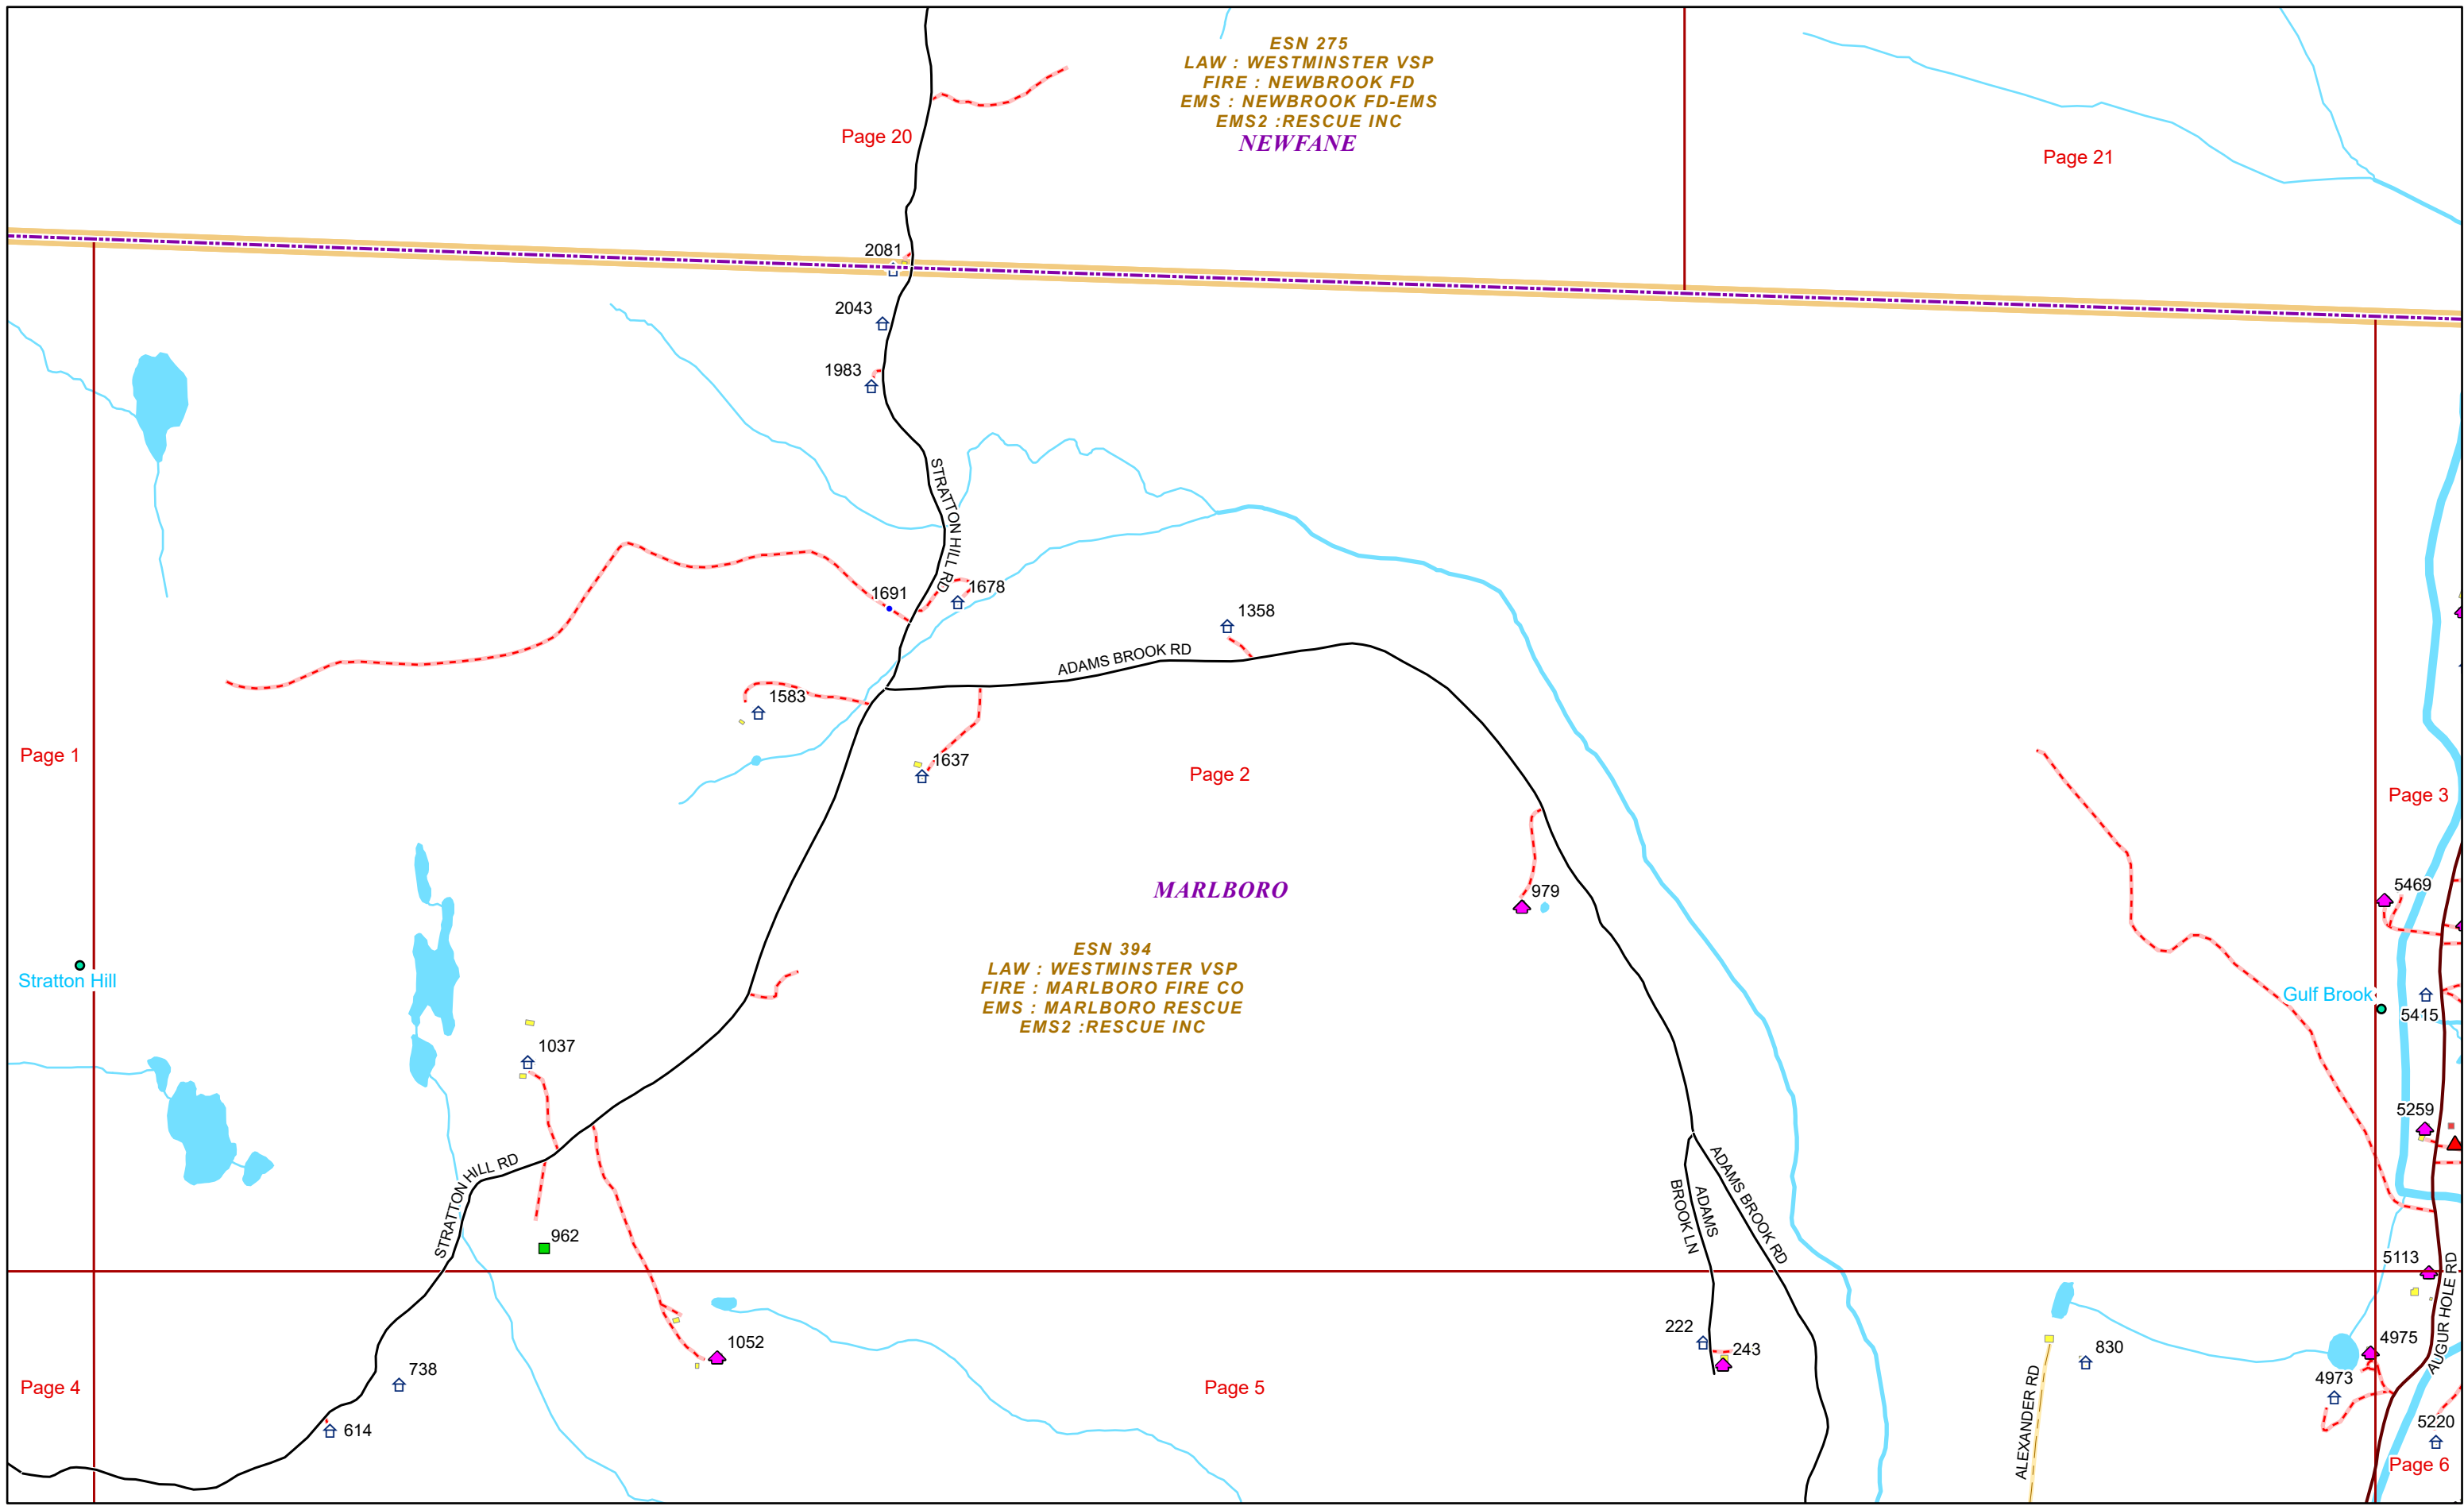 ESN 275
LAW : WESTMINSTER VSP
FIRE : NEWBROOK FD
EMS : NEWBROOK FD-EMS
EMS2 :RESCUE INC
NEWFANE
Page 20
Page 21
2081
2043
1983
STRATTON HILL RD
1691
1678
1358
ADAMS BROOK RD
1583
1637
Page 1
Page 2
Page 3
MARLBORO
979
5469
ESN 394
LAW : WESTMINSTER VSP
FIRE : MARLBORO FIRE CO
EMS : MARLBORO RESCUE
EMS2 :RESCUE INC
Stratton Hill
Gulf Brook
5415
1037
5259
STRATTON HILL RD
ADAMS BROOK RD
ADAMS
BROOK LN
962
5113
AUGUR HOLE RD
222
243
1052
830
4975
4973
738
614
Page 4
Page 5
ALEXANDER RD
5220
Page 6